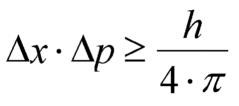 Δx · Δp ≥ h / (4 · π)